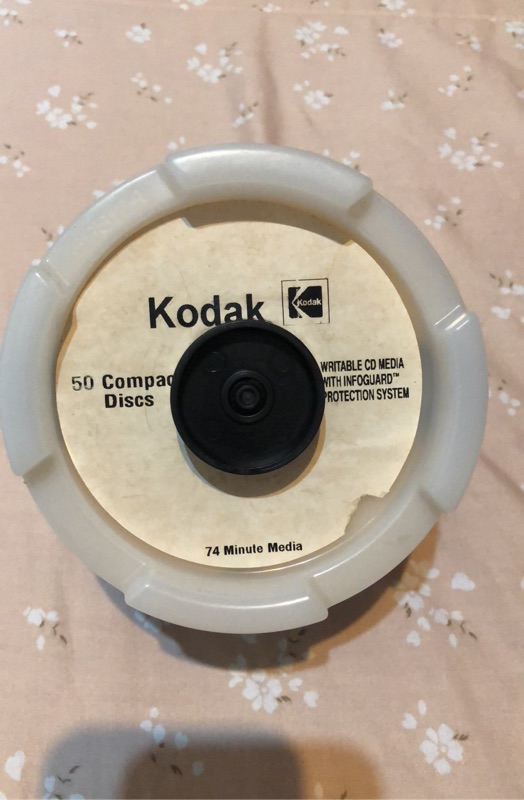 Kodak
Kodak
50 Compac
Discs
WRITABLE CD MEDIA
WITH INFOGUARD™
PROTECTION SYSTEM
74 Minute Media